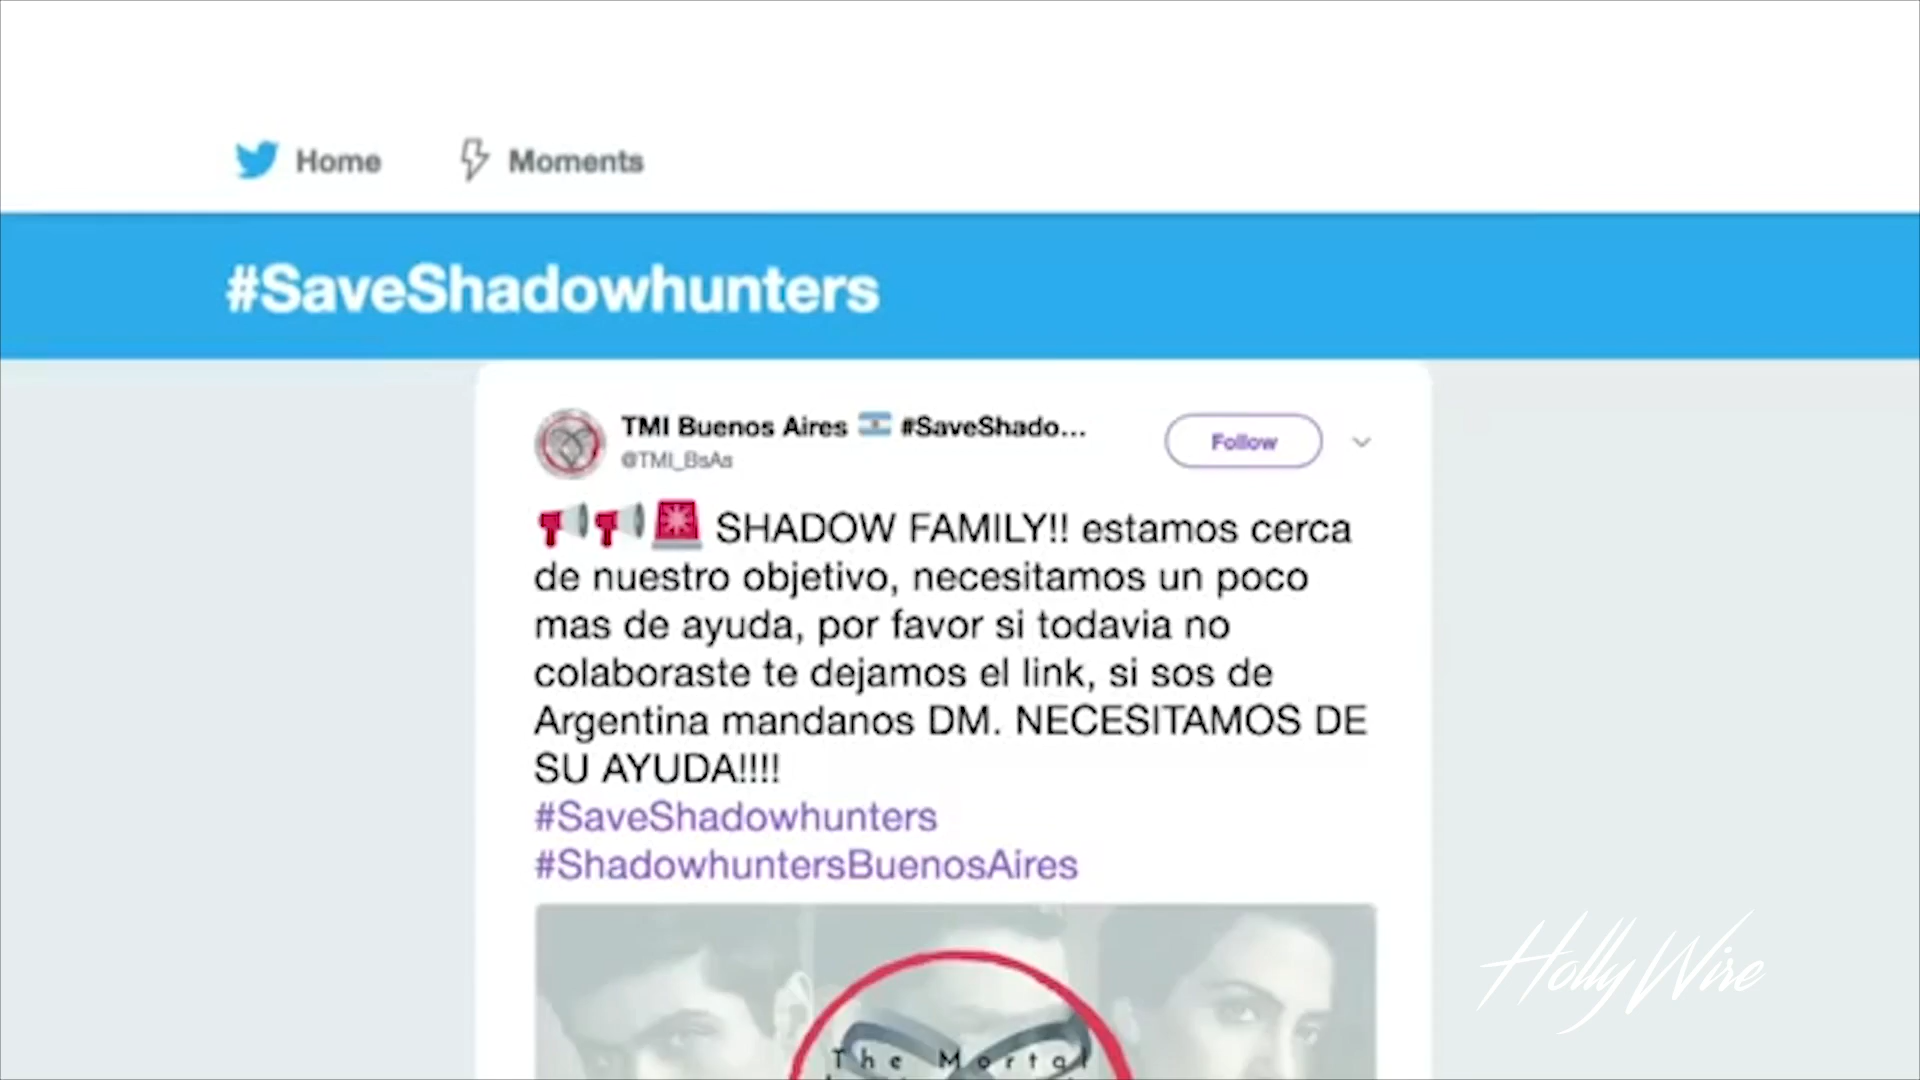 Home Moments
#SaveShadowhunters
TMI Buenos Aires #SaveShado...
@TMI_BsAs
Follow
SHADOW FAMILY!! estamos cerca
de nuestro objetivo, necesitamos un poco
mas de ayuda, por favor si todavia no
colaboraste te dejamos el link, si sos de
Argentina mandanos DM. NECESITAMOS DE
SU AYUDA!!!!
#SaveShadowhunters
#ShadowhuntersBuenosAires
The Mortal
HollyWire